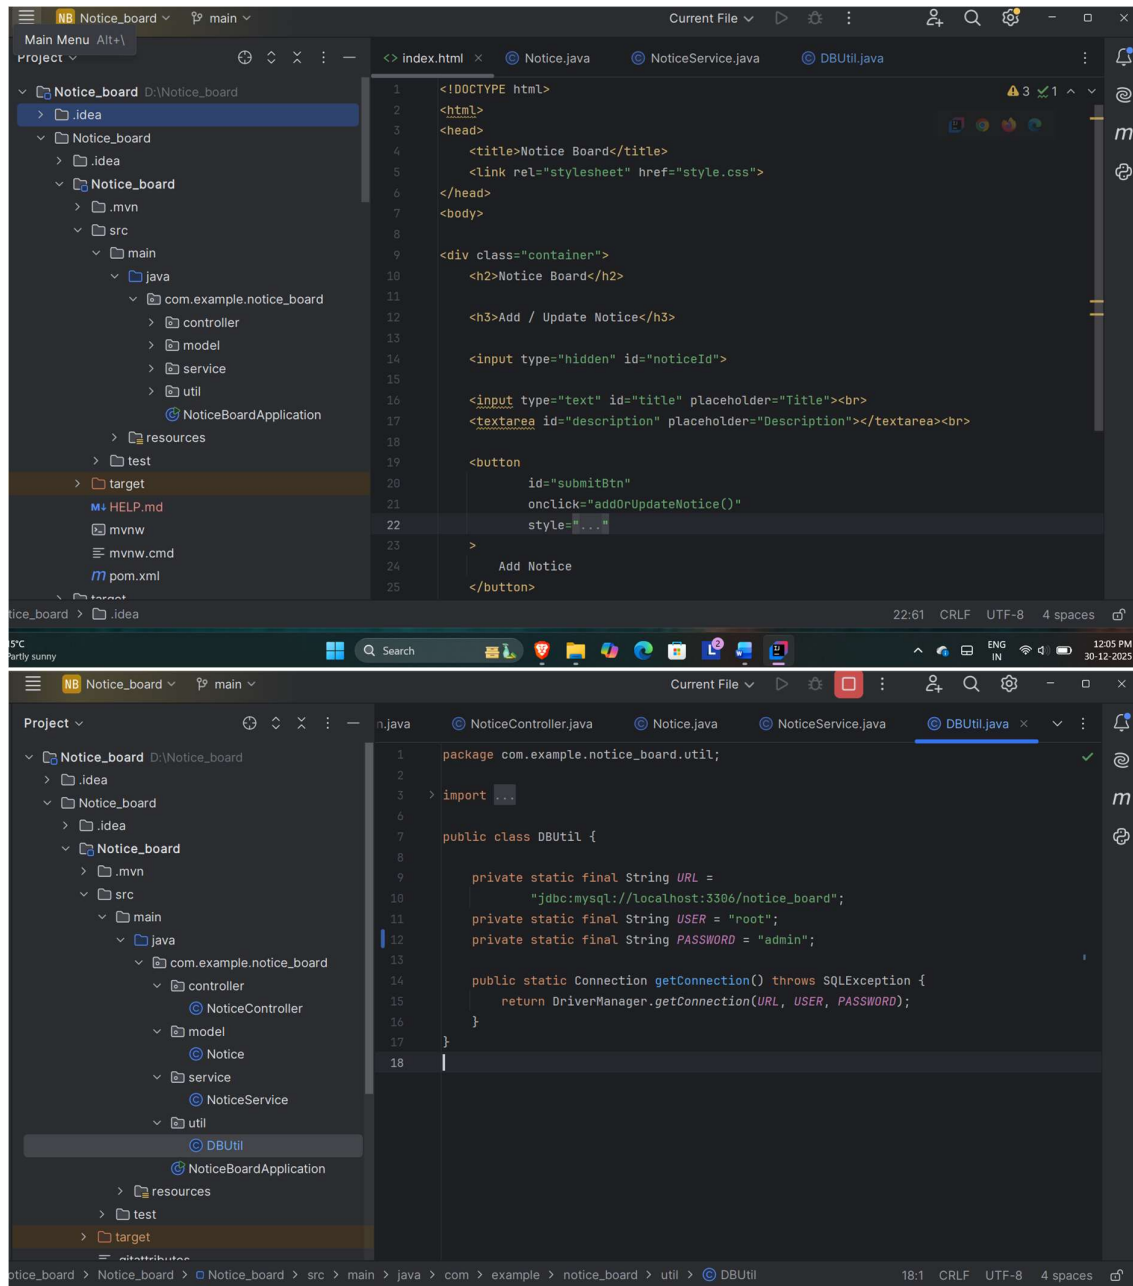 NB Notice_board main Current File
Main Menu Alt+\
Project
<> index.html Notice.java NoticeService.java DBUtil.java
Notice_board D:\Notice_board
.idea
Notice_board
.idea
Notice_board
.mvn
src
main
java
com.example.notice_board
controller
model
service
util
NoticeBoardApplication
resources
test
target
HELP.md
mvnw
mvnw.cmd
pom.xml
target
3 1
1 <!DOCTYPE html>
2 <html>
3 <head>
4 <title>Notice Board</title>
5 <link rel="stylesheet" href="style.css">
6 </head>
7 <body>
8
9 <div class="container">
10 <h2>Notice Board</h2>
11
12 <h3>Add / Update Notice</h3>
13
14 <input type="hidden" id="noticeId">
15
16 <input type="text" id="title" placeholder="Title"><br>
17 <textarea id="description" placeholder="Description"></textarea><br>
18
19 <button
20 id="submitBtn"
21 onclick="addOrUpdateNotice()"
22 style="..."
23 >
24 Add Notice
25 </button>
tice_board > .idea 22:61 CRLF UTF-8 4 spaces
5°C
Partly sunny
Search
2
ENG
IN
12:05 PM
30-12-2025
NB Notice_board main Current File
Project
n.java NoticeController.java Notice.java NoticeService.java DBUtil.java
Notice_board D:\Notice_board
.idea
Notice_board
.idea
Notice_board
.mvn
src
main
java
com.example.notice_board
controller
NoticeController
model
Notice
service
NoticeService
util
DBUtil
NoticeBoardApplication
resources
test
target
.gitattributes
1 package com.example.notice_board.util;
2
3 import ...
6
7 public class DBUtil {
8
9 private static final String URL =
10 "jdbc:mysql://localhost:3306/notice_board";
11 private static final String USER = "root";
12 private static final String PASSWORD = "admin";
13
14 public static Connection getConnection() throws SQLException {
15 return DriverManager.getConnection(URL, USER, PASSWORD);
16 }
17 }
18
otice_board > Notice_board > Notice_board > src > main > java > com > example > notice_board > util > DBUtil 18:1 CRLF UTF-8 4 spaces